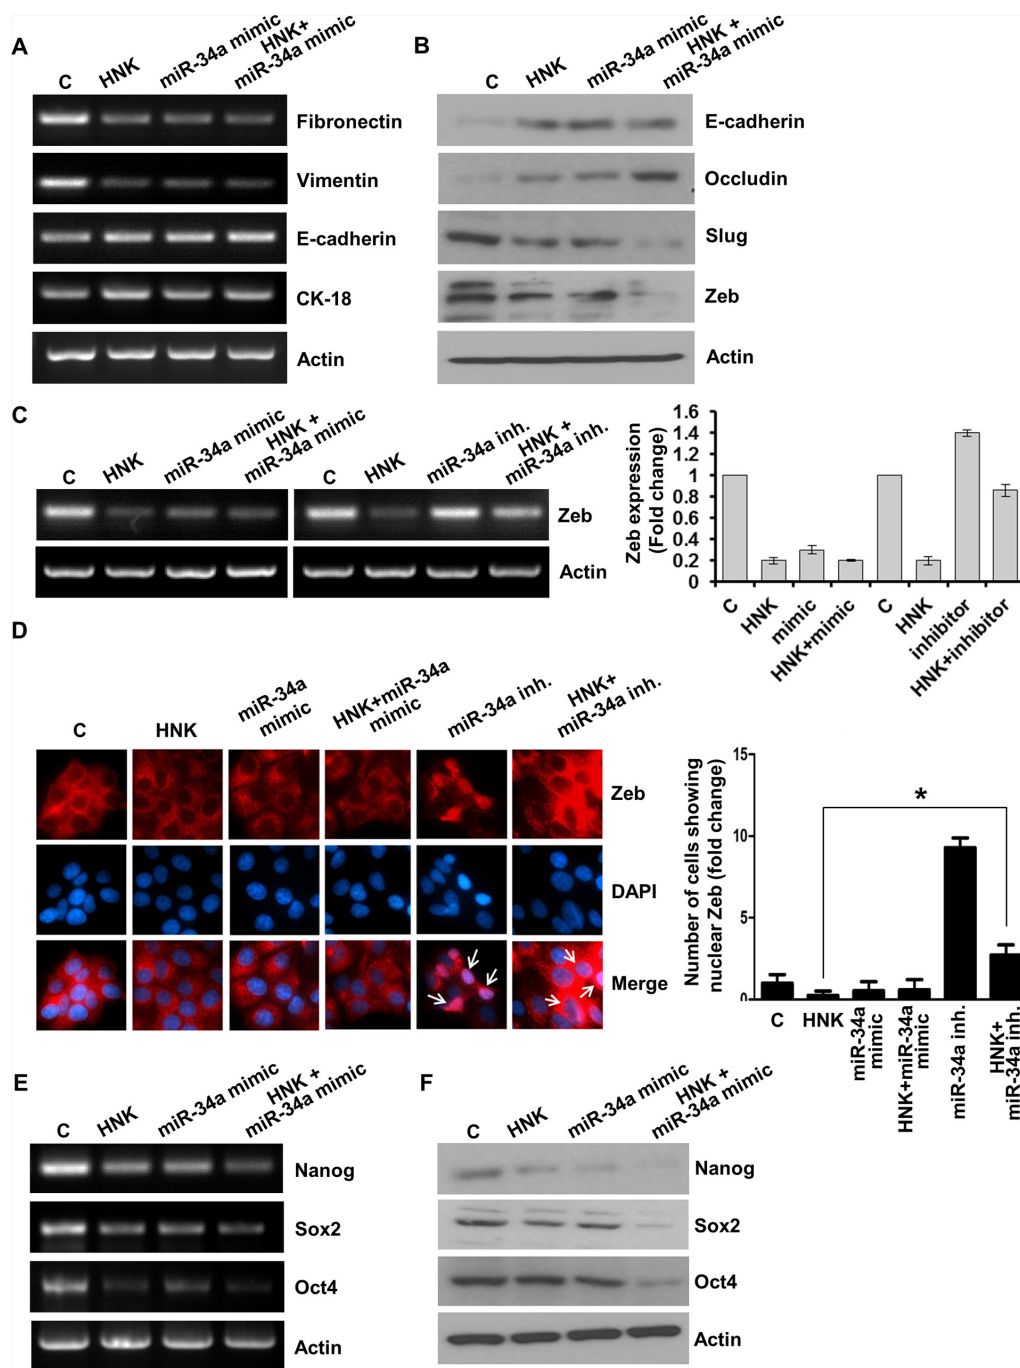 A
C
HNK
miR-34a mimic
HNK+
miR-34a mimic
Fibronectin
Vimentin
E-cadherin
CK-18
Actin
B
C
HNK
miR-34a mimic
HNK +
miR-34a mimic
E-cadherin
Occludin
Slug
Zeb
Actin
C
C
HNK
miR-34a mimic
HNK +
miR-34a mimic
C
HNK
miR-34a inh.
HNK +
miR-34a inh.
Zeb
Actin
Zeb expression
(Fold change)
1.6
1.4
1.2
1
0.8
0.6
0.4
0.2
0
C
HNK
mimic
HNK+mimic
C
HNK
inhibitor
HNK+inhibitor
D
C
HNK
miR-34a
mimic
HNK+miR-34a
mimic
miR-34a inh.
HNK+
miR-34a inh.
Zeb
DAPI
Merge
Number of cells showing
nuclear Zeb (fold change)
15
10
5
0
*
C
HNK
miR-34a
mimic
HNK+miR-34a
mimic
miR-34a inh.
HNK+
miR-34a inh.
E
C
HNK
miR-34a mimic
HNK +
miR-34a mimic
Nanog
Sox2
Oct4
Actin
F
C
HNK
miR-34a mimic
HNK +
miR-34a mimic
Nanog
Sox2
Oct4
Actin